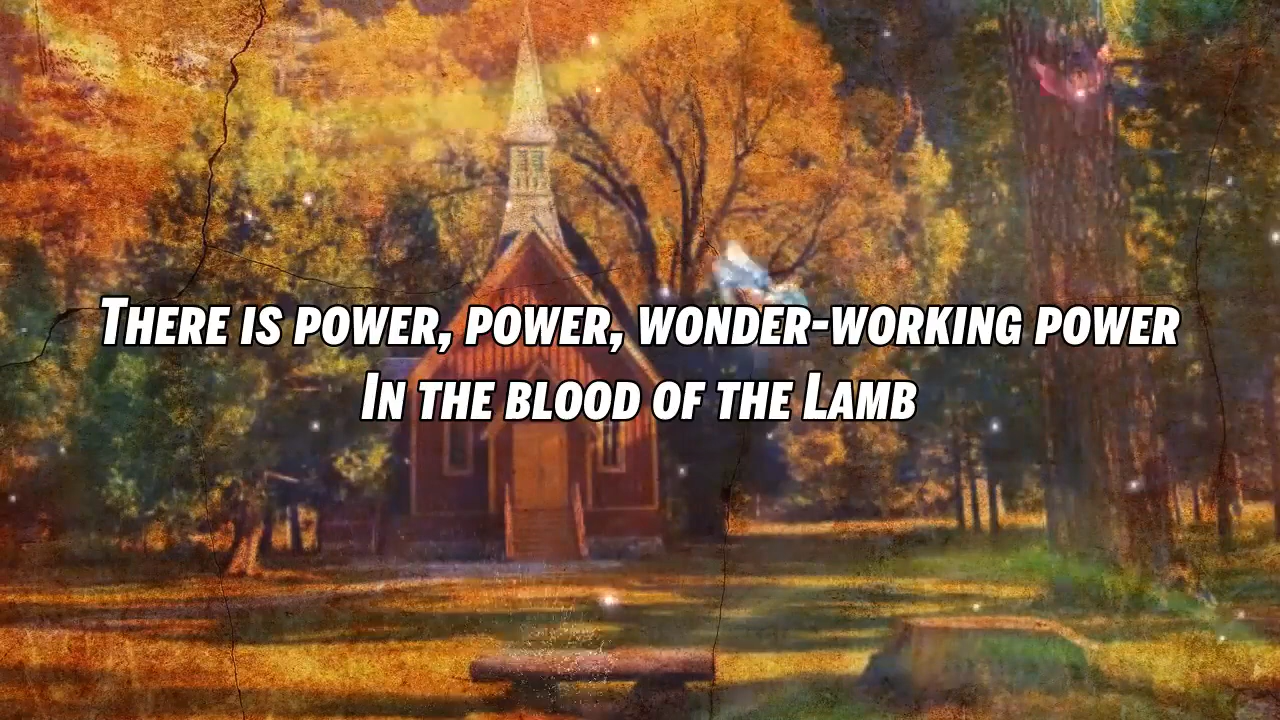 There is power, power, wonder-working power
In the blood of the Lamb